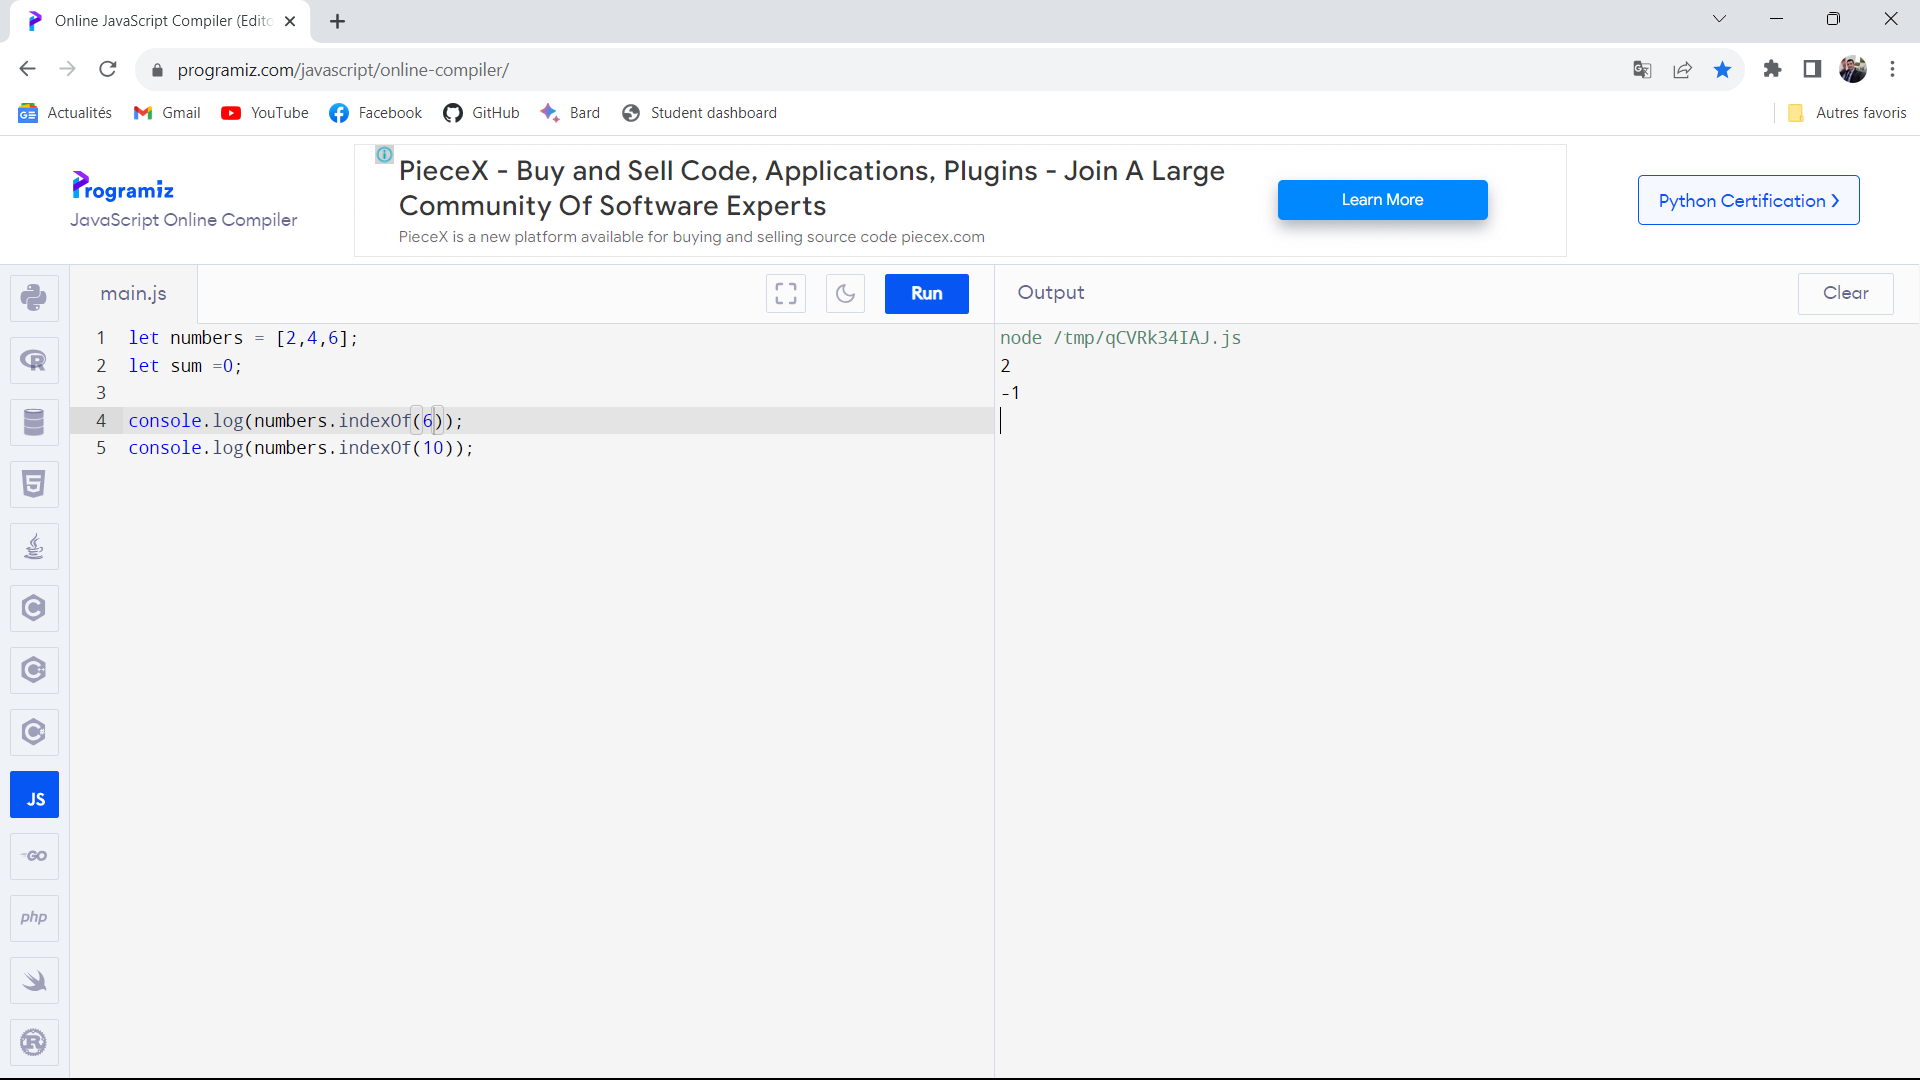 Online JavaScript Compiler (Edito
programiz.com/javascript/online-compiler/
Actualités
Gmail
YouTube
Facebook
GitHub
Bard
Student dashboard
Autres favoris
Programiz
JavaScript Online Compiler
PieceX - Buy and Sell Code, Applications, Plugins - Join A Large
Community Of Software Experts
PieceX is a new platform available for buying and selling source code piecex.com
Learn More
Python Certification
main.js
Run
Output
Clear
1 let numbers = [2,4,6];
2 let sum =0;
3
4 console.log(numbers.indexOf(6));
5 console.log(numbers.indexOf(10));
node /tmp/qCVRk34IAJ.js
2
-1
JS
GO
php